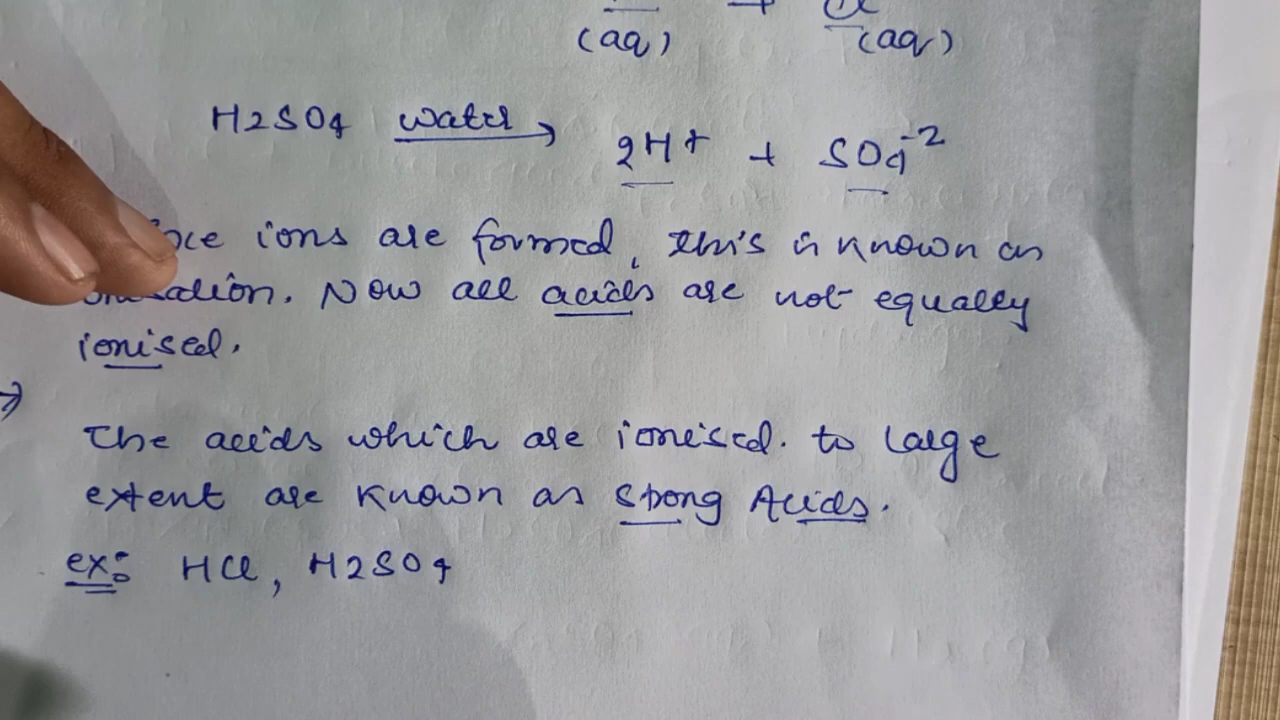 (aq) (aq)
H2SO4 water → 2H+ + SO4-2
ions are formed, this is known as
Now all acids are not equally
ionised.
⇒
The acids which are ionised. to large
extent are known as strong Acids.
ex: HCl, H2SO4